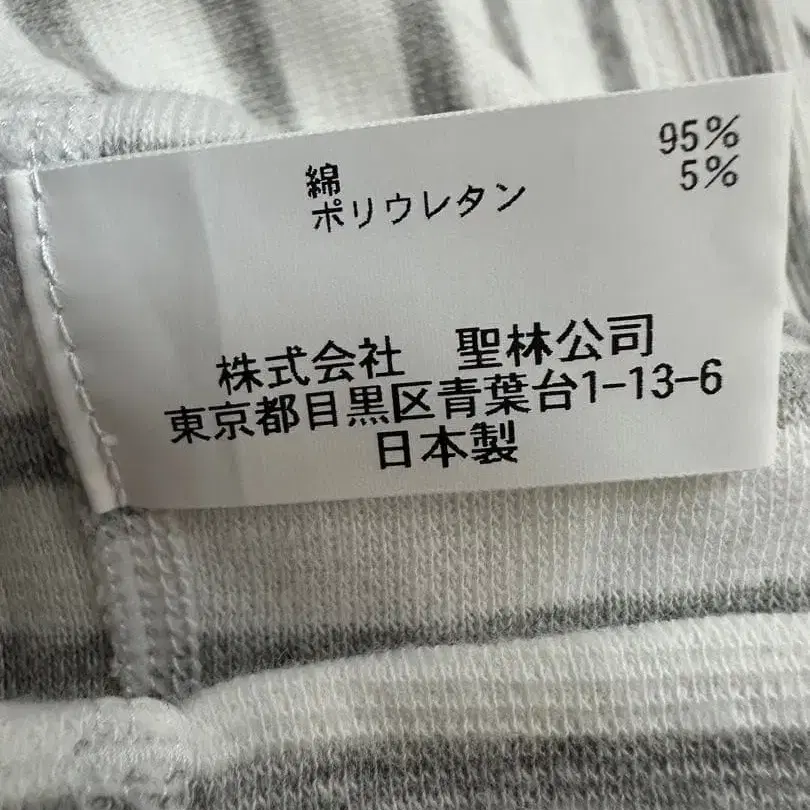 綿 95%
ポリウレタン 5%
株式会社 聖林公司
東京都目黒区青葉台1-13-6
日本製